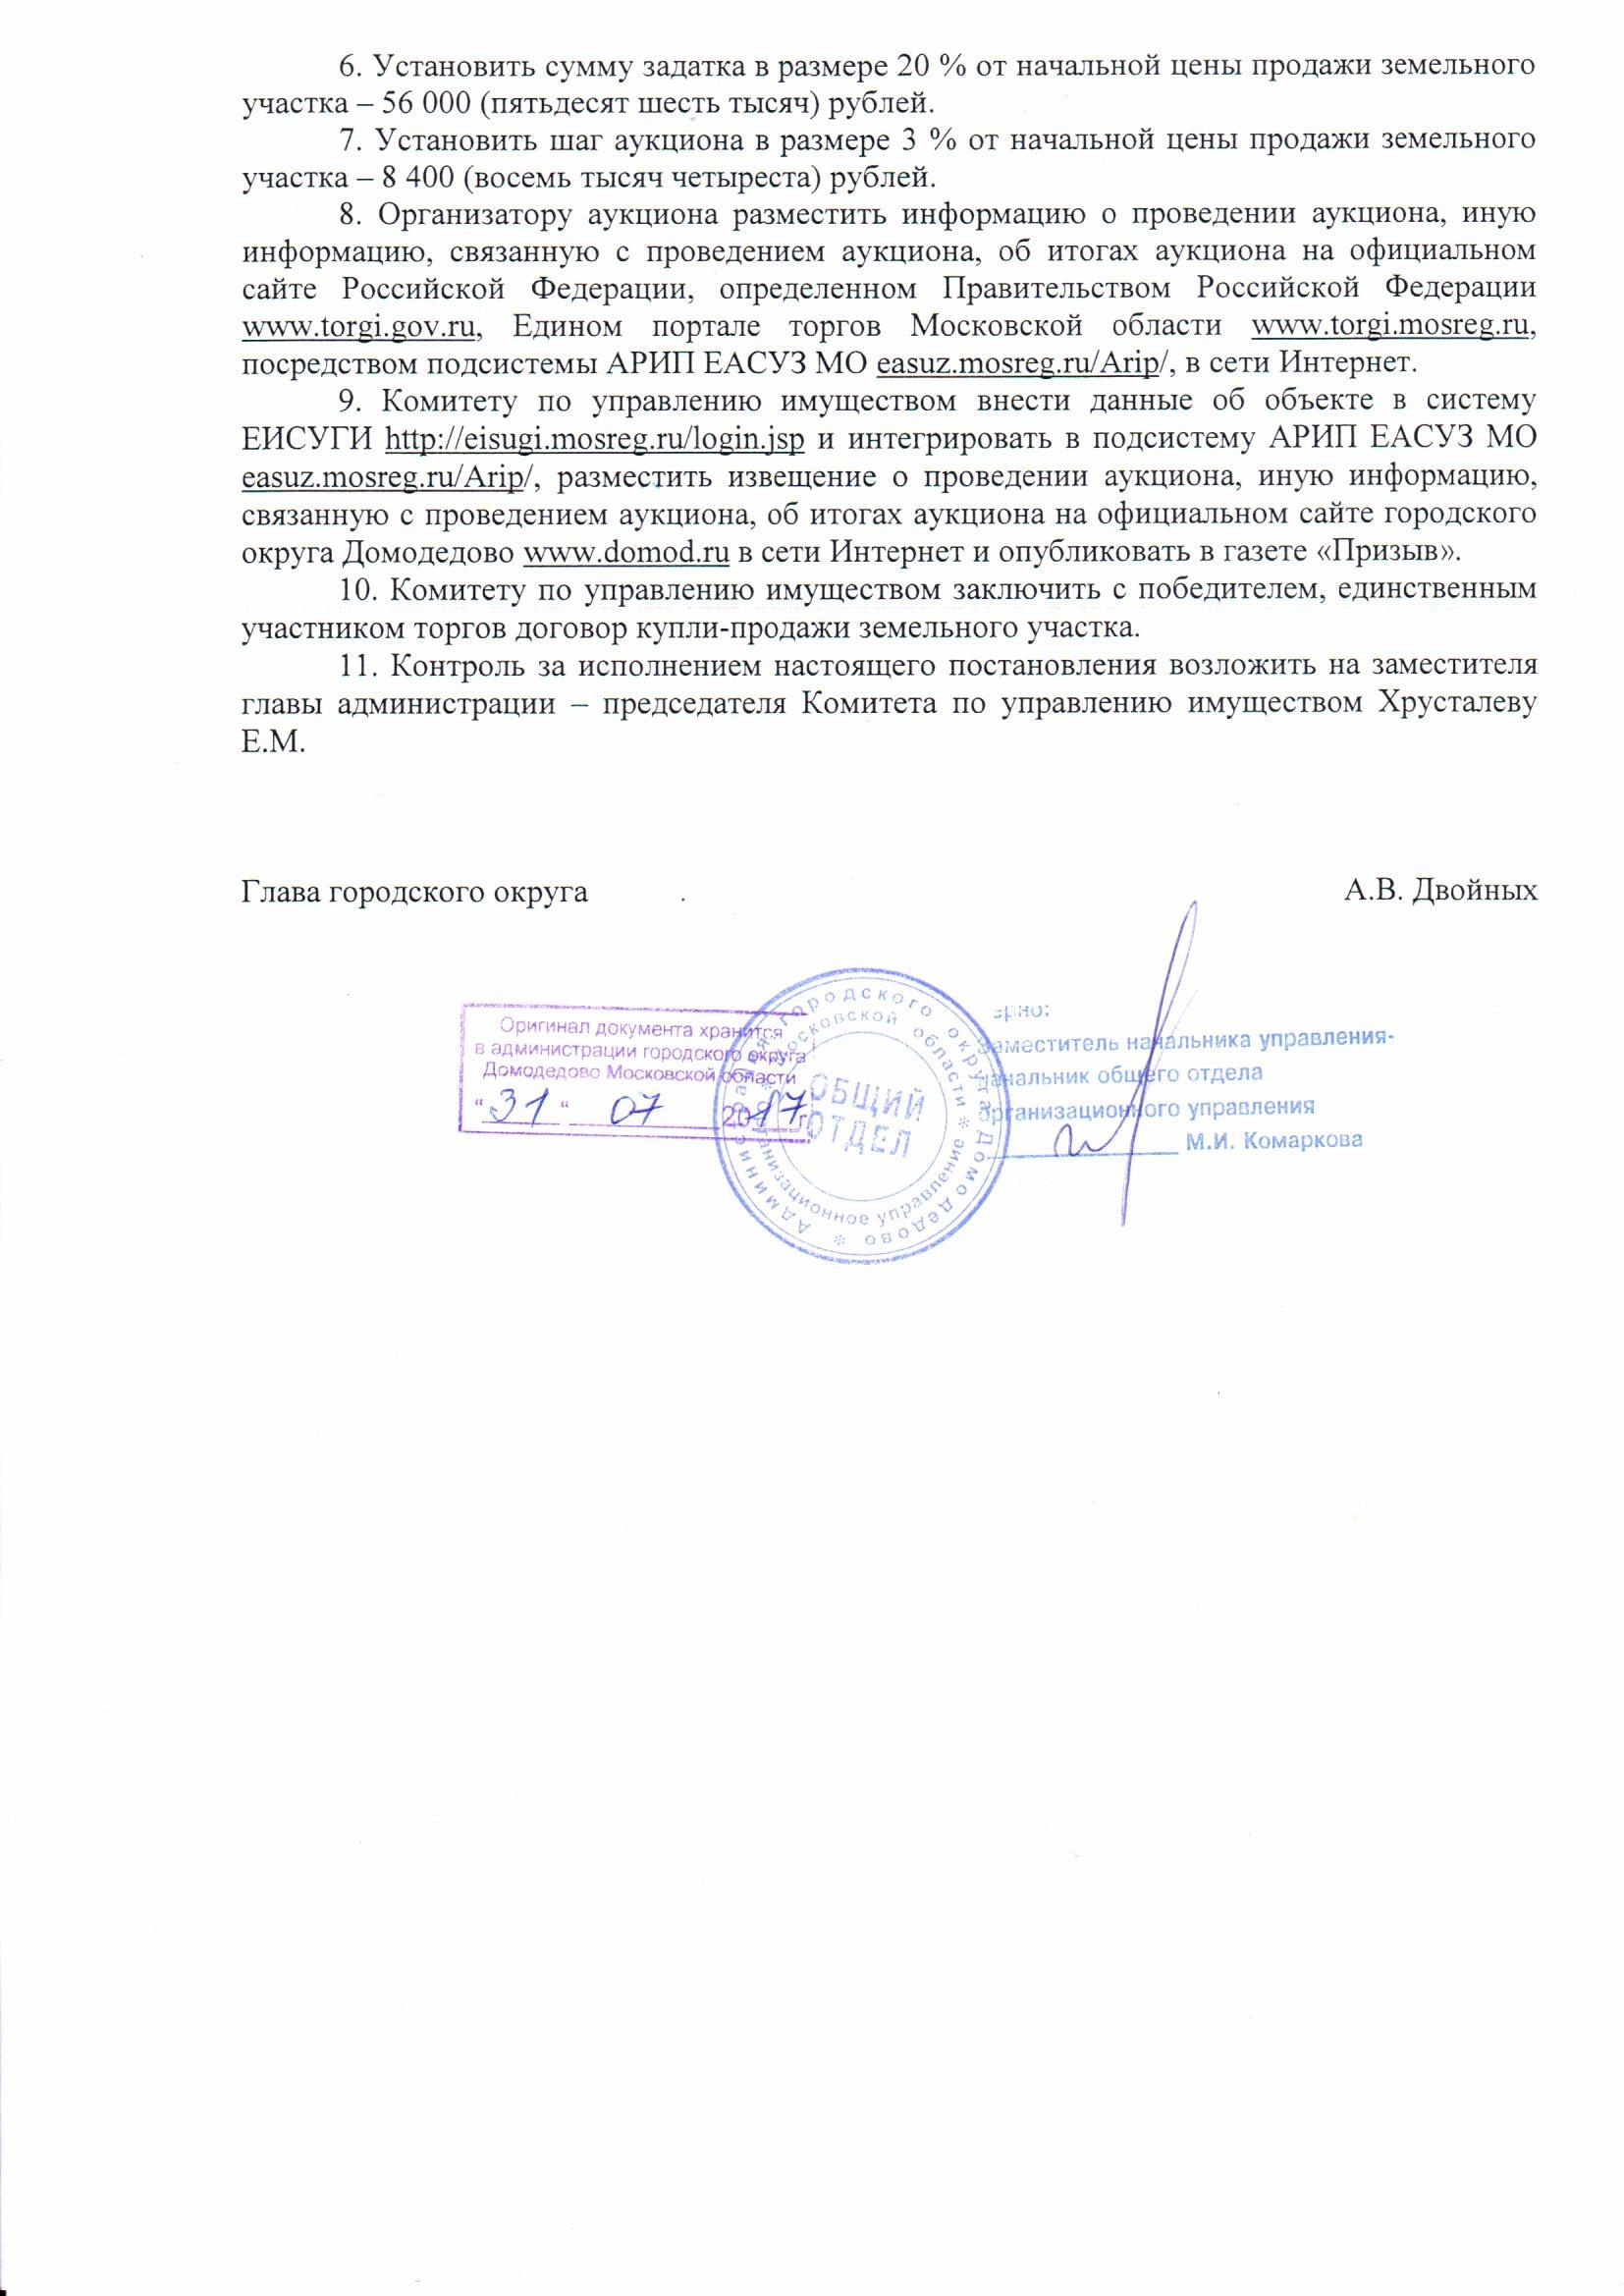 6. Установить сумму задатка в размере 20 % от начальной цены продажи земельного
участка – 56 000 (пятьдесят шесть тысяч) рублей.
7. Установить шаг аукциона в размере 3 % от начальной цены продажи земельного
участка – 8 400 (восемь тысяч четыреста) рублей.
8. Организатору аукциона разместить информацию о проведении аукциона, иную
информацию, связанную с проведением аукциона, об итогах аукциона на официальном
сайте Российской Федерации, определенном Правительством Российской Федерации
www.torgi.gov.ru, Едином портале торгов Московской области www.torgi.mosreg.ru,
посредством подсистемы АРИП ЕАСУЗ МО easuz.mosreg.ru/Arip/, в сети Интернет.
9. Комитету по управлению имуществом внести данные об объекте в систему
ЕИСУГИ http://eisugi.mosreg.ru/login.jsp и интегрировать в подсистему АРИП ЕАСУЗ МО
easuz.mosreg.ru/Arip/, разместить извещение о проведении аукциона, иную информацию,
связанную с проведением аукциона, об итогах аукциона на официальном сайте городского
округа Домодедово www.domod.ru в сети Интернет и опубликовать в газете «Призыв».
10. Комитету по управлению имуществом заключить с победителем, единственным
участником торгов договор купли-продажи земельного участка.
11. Контроль за исполнением настоящего постановления возложить на заместителя
главы администрации – председателя Комитета по управлению имуществом Хрусталеву
Е.М.
Глава городского округа А.В. Двойных
Оригинал документа хранится
в администрации городского округа
Домодедово Московской области
“ 31 “ 07 2017 г
городского округа Домодедово *
Московской области *
управление
ОБЩИЙ
ОТДЕЛ
заместитель начальника управления-
начальник общего отдела
организационного управления
М.И. Комаркова